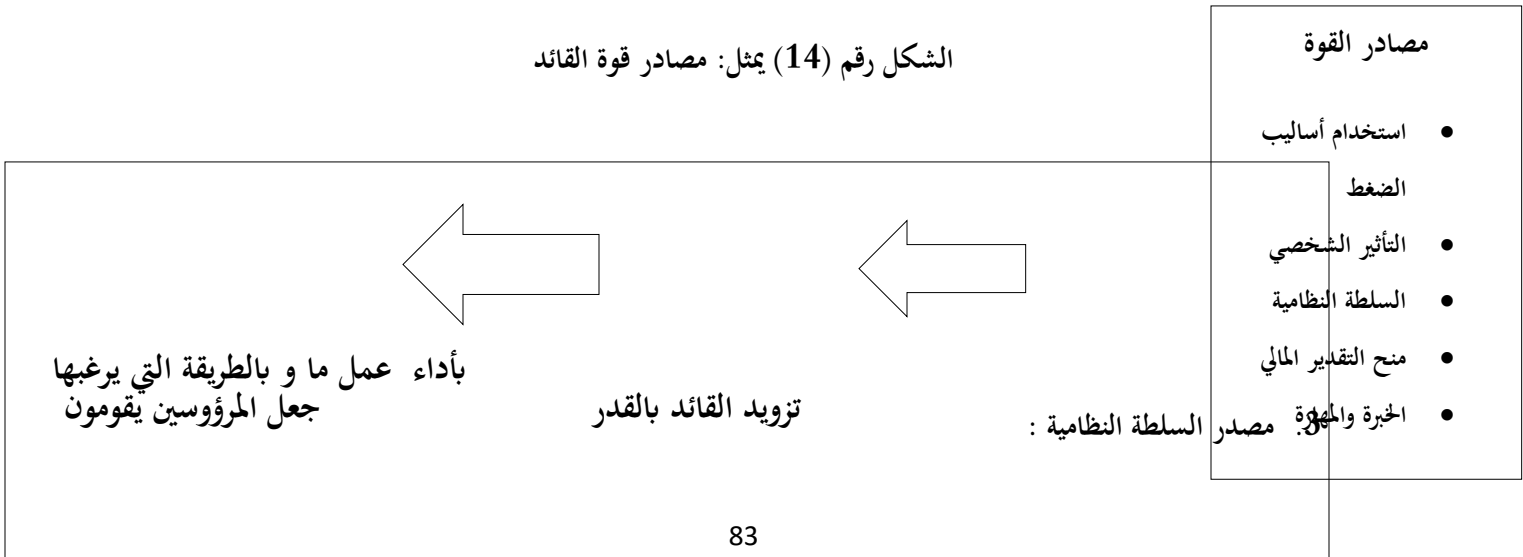 الشكل رقم (14) يمثل: مصادر قوة القائد
مصادر القوة
• استخدام أساليب
الضغط
• التأثير الشخصي
• السلطة النظامية
• منح التقدير المالي
• الخبرة والمهارة
3. مصدر السلطة النظامية :
تزويد القائد بالقدر
بأداء عمل ما و بالطريقة التي يرغبها
جعل المرؤوسين يقومون
83